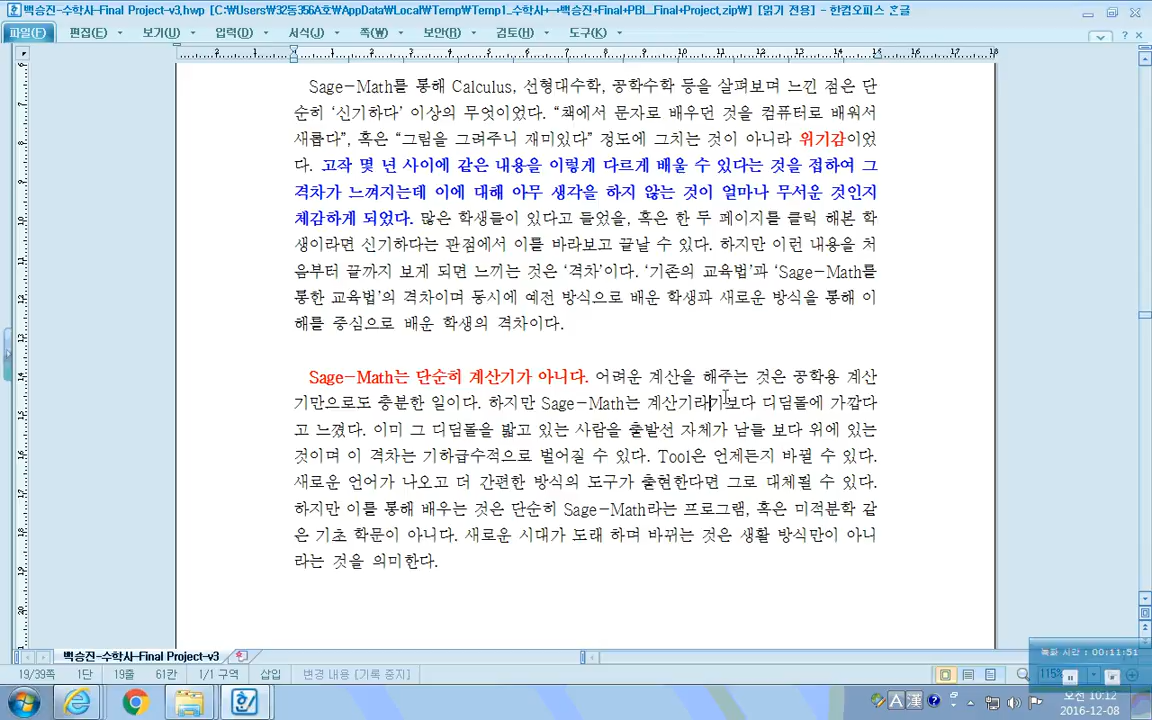 백승진-수학사-Final Project-v3.hwp [C:₩Users₩32동356A호₩AppData₩Local₩Temp₩Temp1_수학사++백승진+Final+PBL_Final+Project.zip₩] [읽기 전용] - 한컴오피스 흔글
파일(F) 편집(E) 보기(U) 입력(D) 서식(J) 쪽(W) 보안(B) 검토(H) 도구(K)
2 1 1 2 3 4 5 6 7 8 9 10 11 12 13 14 15 16 17 18
Sage-Math를 통해 Calculus, 선형대수학, 공학수학 등을 살펴보며 느낀 점은 단
순히 ‘신기하다’ 이상의 무엇이었다. “책에서 문자로 배우던 것을 컴퓨터로 배워서
새롭다”, 혹은 “그림을 그려주니 재미있다” 정도에 그치는 것이 아니라 위기감이었
다. 고작 몇 년 사이에 같은 내용을 이렇게 다르게 배울 수 있다는 것을 접하여 그
격차가 느껴지는데 이에 대해 아무 생각을 하지 않는 것이 얼마나 무서운 것인지
체감하게 되었다. 많은 학생들이 있다고 들었을, 혹은 한 두 페이지를 클릭 해본 학
생이라면 신기하다는 관점에서 이를 바라보고 끝날 수 있다. 하지만 이런 내용을 처
음부터 끝까지 보게 되면 느끼는 것은 ‘격차’이다. ‘기존의 교육법’과 ‘Sage-Math를
통한 교육법’의 격차이며 동시에 예전 방식으로 배운 학생과 새로운 방식을 통해 이
해를 중심으로 배운 학생의 격차이다.
Sage-Math는 단순히 계산기가 아니다. 어려운 계산을 해주는 것은 공학용 계산
기만으로도 충분한 일이다. 하지만 Sage-Math는 계산기라기보다 디딤돌에 가깝다
고 느꼈다. 이미 그 디딤돌을 밟고 있는 사람을 출발선 자체가 남들 보다 위에 있는
것이며 이 격차는 기하급수적으로 벌어질 수 있다. Tool은 언제든지 바뀔 수 있다.
새로운 언어가 나오고 더 간편한 방식의 도구가 출현한다면 그로 대체될 수 있다.
하지만 이를 통해 배우는 것은 단순히 Sage-Math라는 프로그램, 혹은 미적분학 같
은 기초 학문이 아니다. 새로운 시대가 도래 하며 바뀌는 것은 생활 방식만이 아니
라는 것을 의미한다.
백승진-수학사-Final Project-v3
녹화 시간 : 00:11:51
19/39쪽 1단 19줄 61칸 1/1 구역 삽입 변경 내용 [기록 중지] 115%
A 漢 오전 10:12
2016-12-08